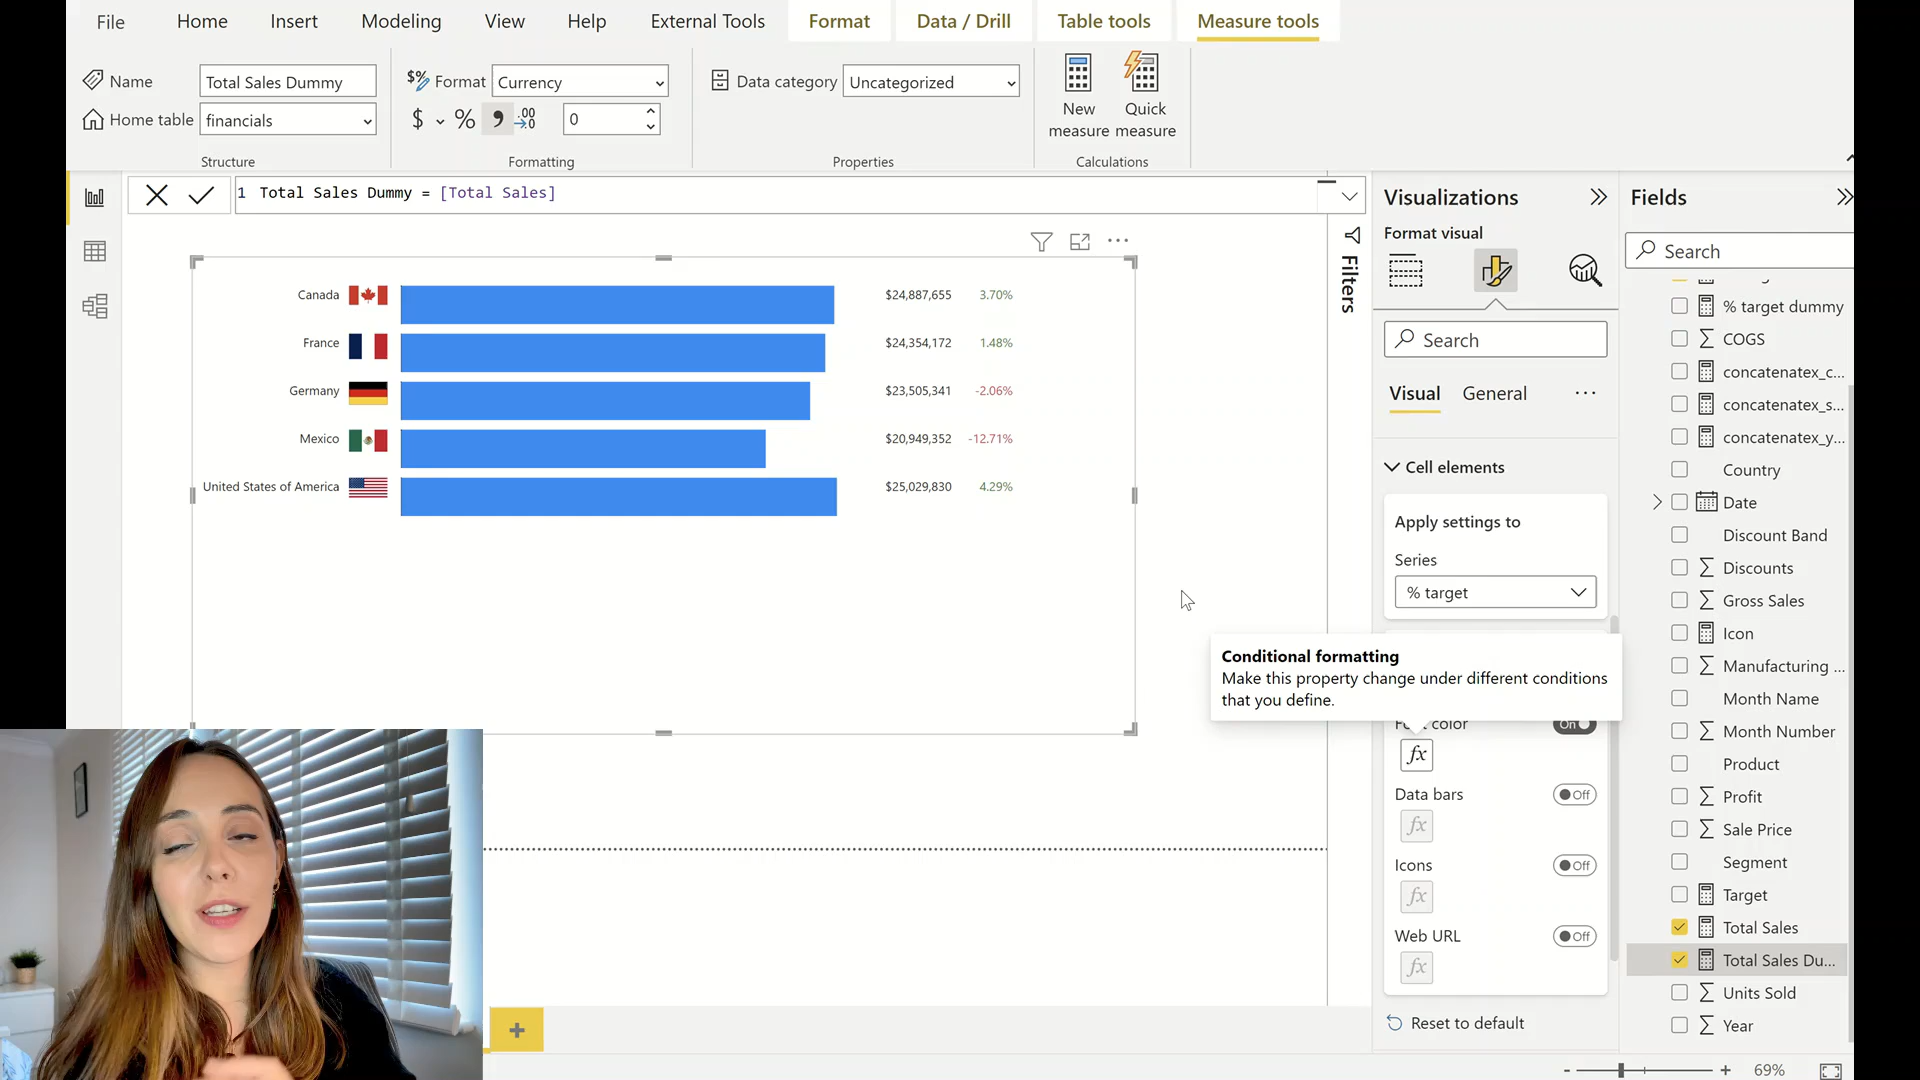 File Home Insert Modeling View Help External Tools Format Data / Drill Table tools Measure tools
Name Total Sales Dummy
Home table financials
Structure
$% Format Currency
$ % , .00 0
Formatting
Data category Uncategorized
Properties
New measure
Quick measure
Calculations
1 Total Sales Dummy = [Total Sales]
Canada $24,887,655 3.70%
France $24,354,172 1.48%
Germany $23,505,341 -2.06%
Mexico $20,949,352 -12.71%
United States of America $25,029,830 4.29%
Filters
Visualizations
Format visual
Search
Visual General ...
Cell elements
Apply settings to
Series
% target
Conditional formatting
Make this property change under different conditions
that you define.
color On
fx
Data bars Off
fx
Icons Off
fx
Web URL Off
fx
Reset to default
Fields
Search
% target dummy
COGS
concatenatex_c...
concatenatex_s...
concatenatex_y...
Country
Date
Discount Band
Discounts
Gross Sales
Icon
Manufacturing ...
Month Name
Month Number
Product
Profit
Sale Price
Segment
Target
Total Sales
Total Sales Du...
Units Sold
Year
- + 69%